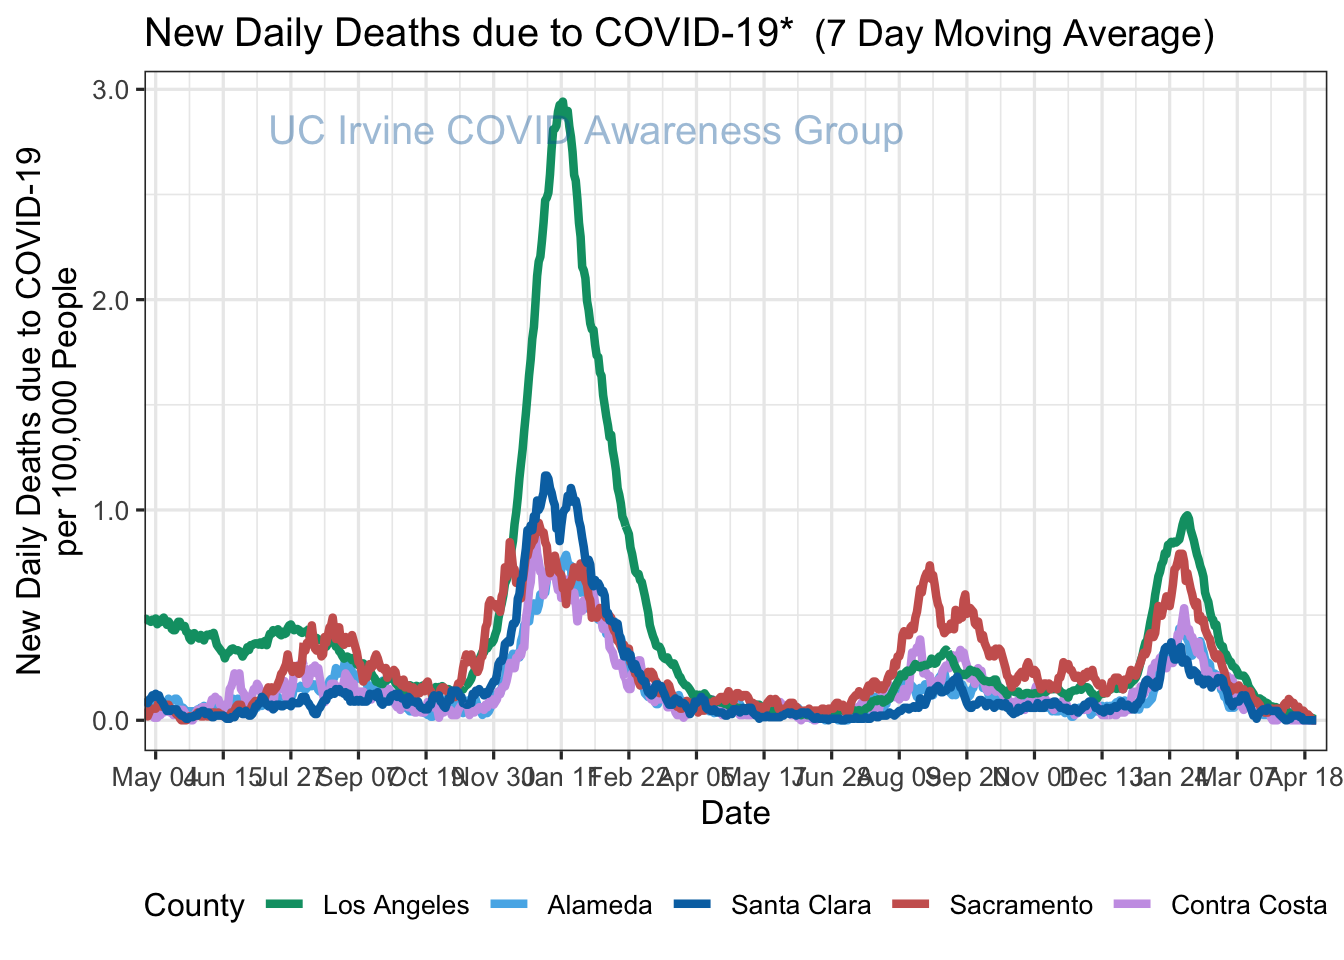 New Daily Deaths due to COVID-19* (7 Day Moving Average)
UC Irvine COVID Awareness Group
New Daily Deaths due to COVID-19
per 100,000 People
3.0
2.0
1.0
0.0
May 04 Jun 15 Jul 27 Sep 07 Oct 19 Nov 30 Jan 11 Feb 22 Apr 05 May 17 Jun 28 Aug 09 Sep 20 Nov 01 Dec 13 Jan 24 Mar 07 Apr 18
Date
County Los Angeles Alameda Santa Clara Sacramento Contra Costa